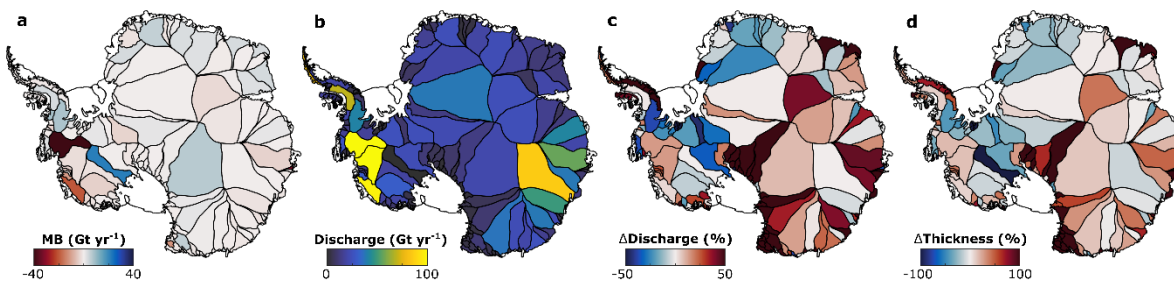 a
b
c
d
MB (Gt yr⁻¹)
-40 40
Discharge (Gt yr⁻¹)
0 100
ΔDischarge (%)
-50 50
ΔThickness (%)
-100 100